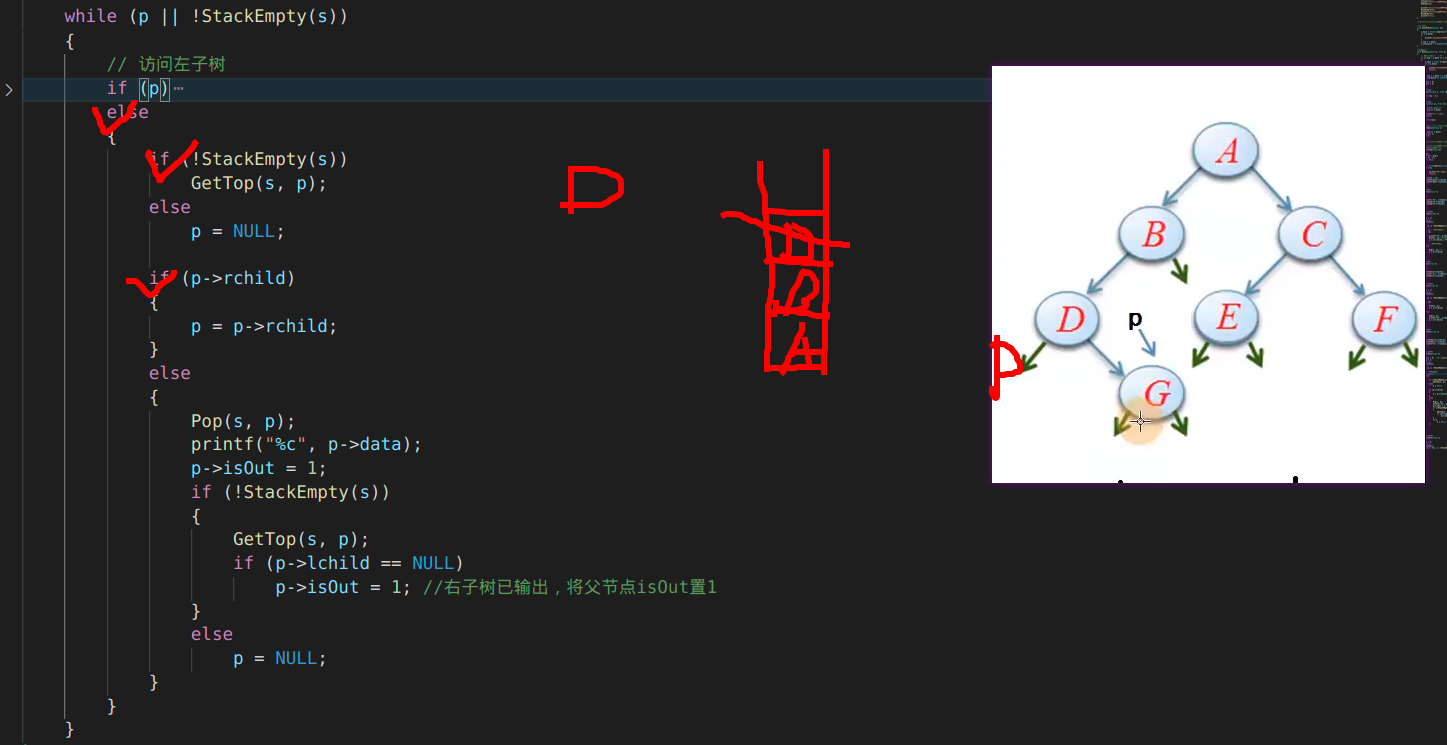 while (p || !StackEmpty(s))
{
// 访问左子树
if (p) ⋯
else
{
if (!StackEmpty(s))
GetTop(s, p);
else
p = NULL;
if (p->rchild)
{
p = p->rchild;
}
else
{
Pop(s, p);
printf("%c", p->data);
p->isOut = 1;
if (!StackEmpty(s))
{
GetTop(s, p);
if (p->lchild == NULL)
p->isOut = 1; //右子树已输出，将父节点isOut置1
}
else
p = NULL;
}
}
}
D
D
B
A
A
B
C
D
p
E
F
D
G